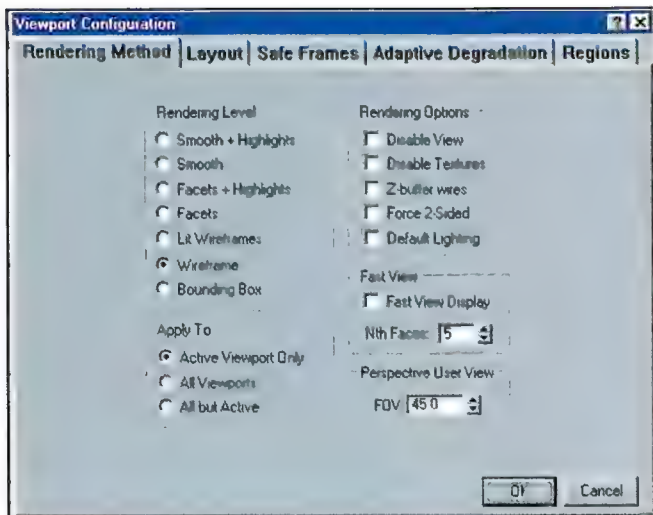 Viewport Configuration
Rendering Method Layout Safe Frames Adaptive Degradation Regions
Rendering Level
Smooth + Highlights
Smooth
Facets + Highlights
Facets
Lit Wireframes
Wireframe
Bounding Box
Apply To
Active Viewport Only
All Viewports
All but Active
Rendering Options
Disable View
Disable Textures
Z-buffer wires
Force 2-Sided
Default Lighting
Fast View
Fast View Display
Nth Faces: 5
Perspective User View
FOV 45.0
OK Cancel